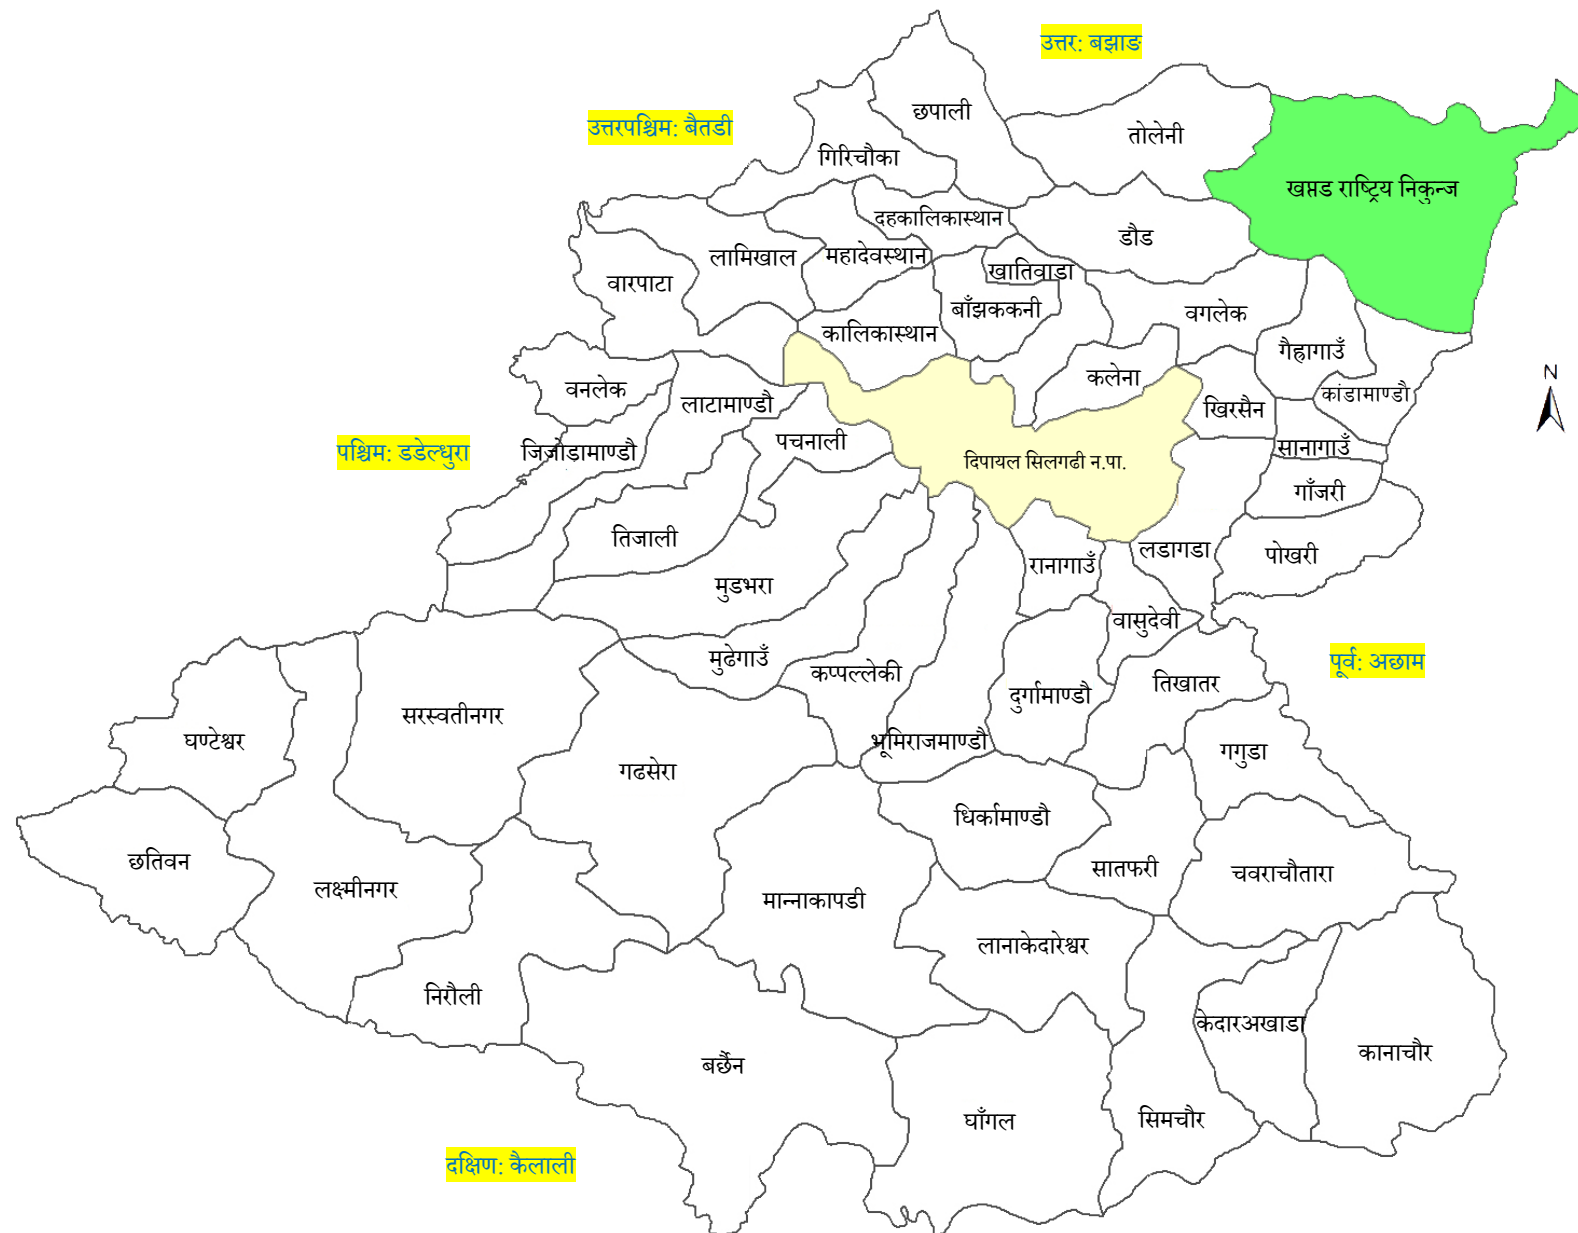 उत्तर: बझाङ
छपाली
उत्तरपश्चिम: बैतडी
तोलेनी
गिरिचौका
खप्तड राष्ट्रिय निकुन्ज
दहकालिकास्थान
डौड
लामिखाल
महादेवस्थान
खातिवाडा
वारपाटा
बाँझककनी
वगलेक
कालिकास्थान
गैह्रागाउँ
कलेना
वनलेक
कांडामाण्डौ
लाटामाण्डौ
खिरसैन
पचनाली
जिजोडामाण्डौ
पश्चिम: डडेल्धुरा
सानागाउँ
दिपायल सिलगढी न.पा.
गाँजरी
तिजाली
लडागडा
पोखरी
रानागाउँ
मुडभरा
वासुदेवी
मुढेगाउँ
पूर्व: अछाम
कप्पल्लेकी
तिखातर
दुर्गामाण्डौ
सरस्वतीनगर
घण्टेश्वर
भूमिराजमाण्डौ
गगुडा
गढसेरा
धिर्कामाण्डौ
छतिवन
सातफरी
चवराचौतारा
लक्ष्मीनगर
मान्नाकापडी
लानाकेदारेश्वर
निरौली
केदारअखाडा
कानाचौर
बर्छैन
घाँगल
सिमचौर
दक्षिण: कैलाली
N